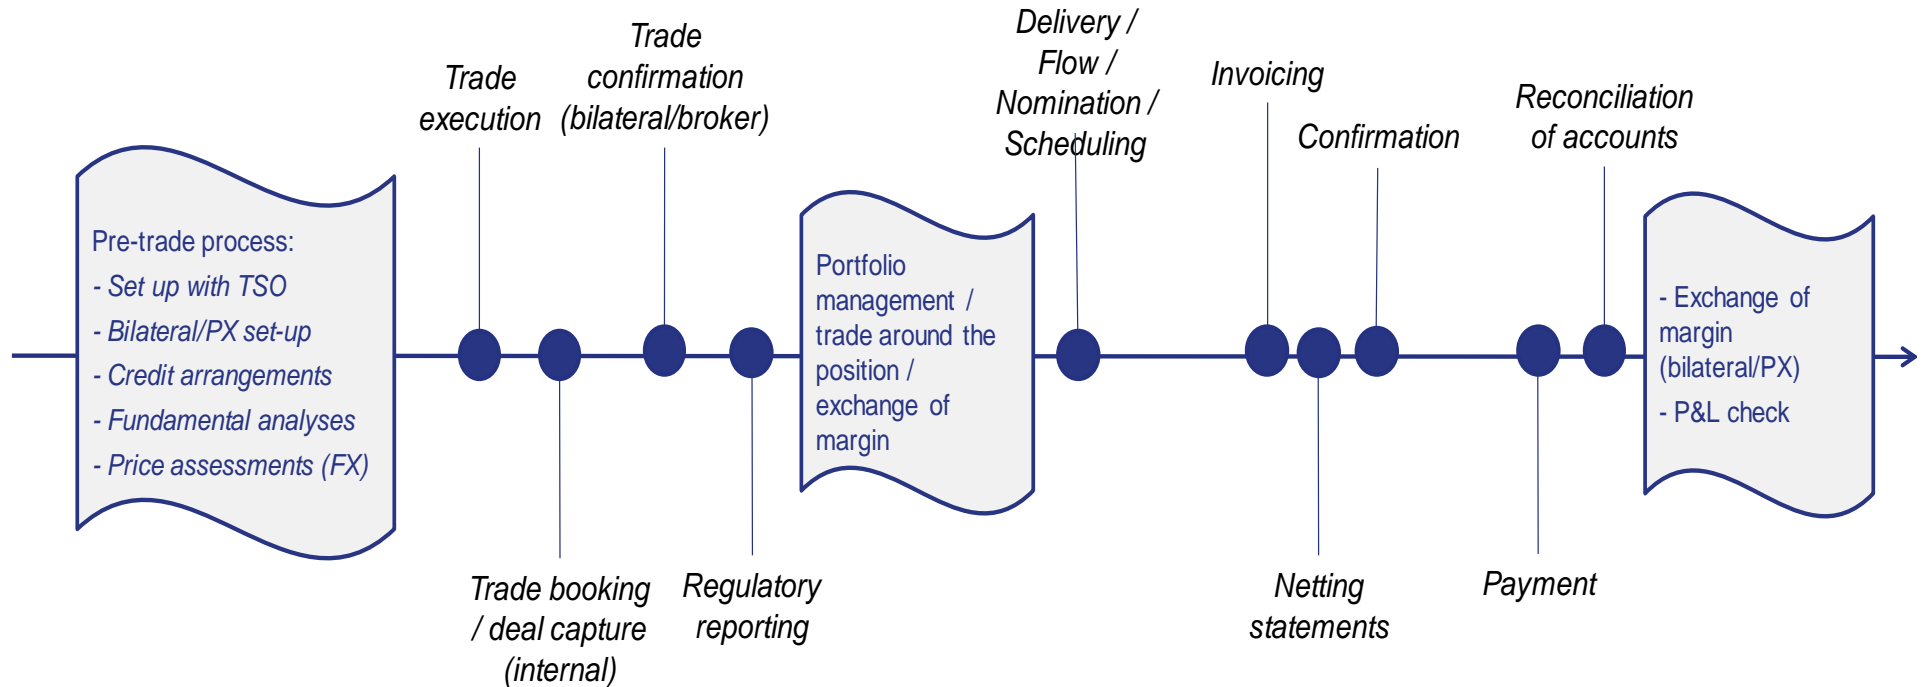 Pre-trade process:
- Set up with TSO
- Bilateral/PX set-up
- Credit arrangements
- Fundamental analyses
- Price assessments (FX)
Trade
execution
Trade booking
/ deal capture
(internal)
Trade
confirmation
(bilateral/broker)
Regulatory
reporting
Portfolio
management /
trade around the
position /
exchange of
margin
Delivery /
Flow /
Nomination /
Scheduling
Invoicing
Netting
statements
Confirmation
Payment
Reconciliation
of accounts
- Exchange of
margin
(bilateral/PX)
- P&L check